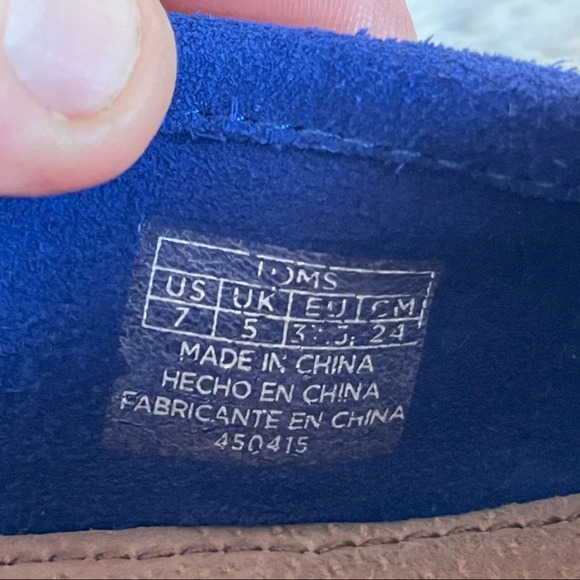 TOMS
US UK EU CM
7 5 24
MADE IN CHINA
HECHO EN CHINA
FABRICANTE EN CHINA
450415